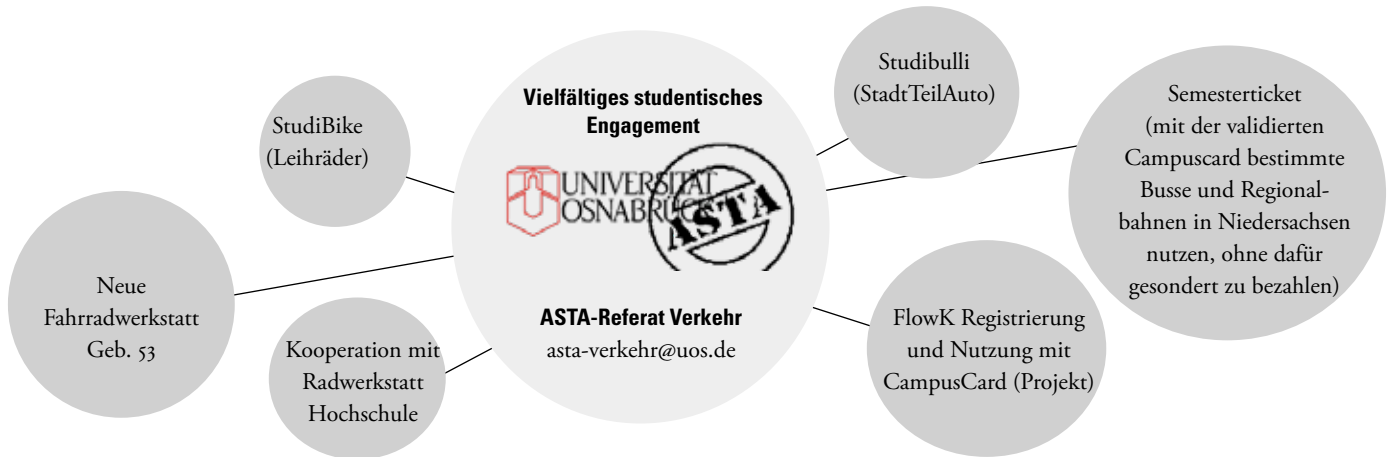 Vielfältiges studentisches
Engagement
UNIVERSITÄT
OSNABRÜCK
ASTA
ASTA-Referat Verkehr
asta-verkehr@uos.de
StudiBike
(Leihräder)
Neue
Fahrradwerkstatt
Geb. 53
Kooperation mit
Radwerkstatt
Hochschule
Studibulli
(StadtTeilAuto)
Semesterticket
(mit der validierten
Campuscard bestimmte
Busse und Regional-
bahnen in Niedersachsen
nutzen, ohne dafür
gesondert zu bezahlen)
FlowK Registrierung
und Nutzung mit
CampusCard (Projekt)